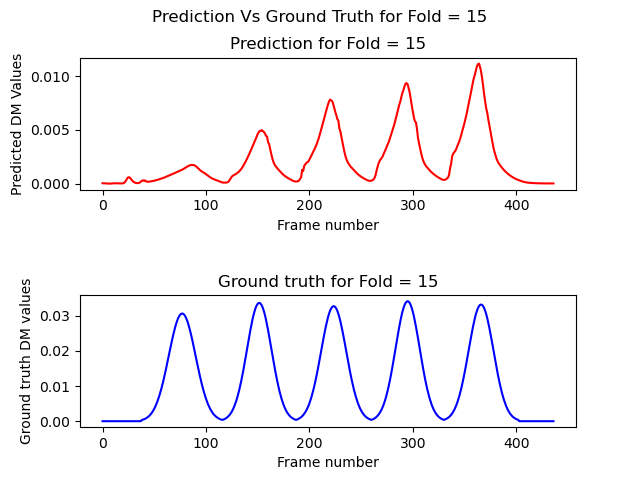 Prediction Vs Ground Truth for Fold = 15
Prediction for Fold = 15
Predicted DM Values
0.010
0.005
0.000
0
100
200
300
400
Frame number
Ground truth for Fold = 15
Ground truth DM values
0.03
0.02
0.01
0.00
0
100
200
300
400
Frame number